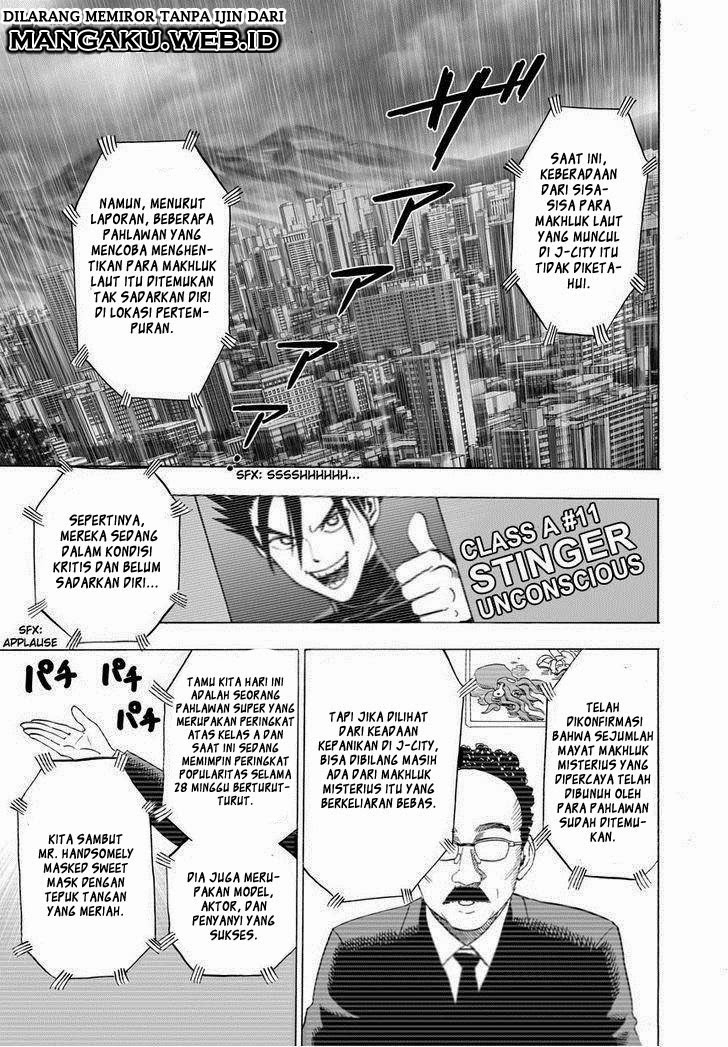 DILARANG MEMIROR TANPA IJIN DARI
MANGAKU.WEB.ID
ザアアアア
SAAT INI,
KEBERADAAN
DARI SISA-
SISA PARA
MAKHLUK LAUT
YANG MUNCUL
DI J-CITY ITU
TIDAK DIKETA-
HUI.
NAMUN, MENURUT
LAPORAN, BEBERAPA
PAHLAWAN YANG
MENCOBA MENGHEN-
TIKAN PARA MAKHLUK
LAUT ITU DITEMUKAN
TAK SADARKAN DIRI
DI LOKASI PERTEM-
PURAN.
SFX: SSSSHHHHHH...
CLASS A #11
STINGER
UNCONSCIOUS
SEPERTINYA,
MEREKA SEDANG
DALAM KONDISI
KRITIS DAN BELUM
SADARKAN DIRI...
TELAH
DIKONFIRMASI
BAHWA SEJUMLAH
MAYAT MAKHLUK
MISTERIUS YANG
DIPERCAYA TELAH
DIBUNUH OLEH
PARA PAHLAWAN
SUDAH DITEMU-
KAN.
TAPI JIKA DILIHAT
DARI KEADAAN
KEPANIKAN DI J-CITY,
BISA DIBILANG MASIH
ADA DARI MAKHLUK
MISTERIUS ITU YANG
BERKELIARAN BEBAS.
TAMU KITA HARI INI
ADALAH SEORANG
PAHLAWAN SUPER YANG
MERUPAKAN PERINGKAT
ATAS KELAS A DAN
SAAT INI SEDANG
MEMIMPIN PERINGKAT
POPULARITAS SELAMA
28 MINGGU BERTURUT-
TURUT.
DIA JUGA MERU-
PAKAN MODEL,
AKTOR, DAN
PENYANYI YANG
SUKSES.
SFX:
APPLAUSE
パチ パチ
パチ
KITA SAMBUT
MR. HANDSOMELY
MASKED SWEET
MASK DENGAN
TEPUK TANGAN
YANG MERIAH.